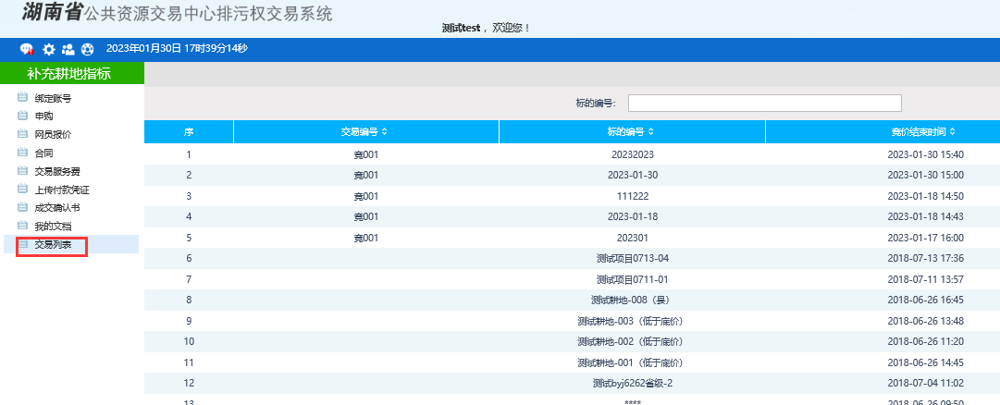 湖南省公共资源交易中心排污权交易系统
测试test ，欢迎您！
2023年01月30日 17时39分14秒
补充耕地指标
绑定账号
申购
网员报价
合同
交易服务费
上传付款凭证
成交确认书
我的文档
交易列表
标的编号：
序 交易编号 标的编号 竞价结束时间
1 竞001 20232023 2023-01-30 15:40
2 竞001 2023-01-30 2023-01-30 15:00
3 竞001 111222 2023-01-18 14:50
4 竞001 2023-01-18 2023-01-18 14:43
5 竞001 202301 2023-01-17 16:00
6 测试项目0713-04 2018-07-13 17:36
7 测试项目0711-01 2018-07-11 13:57
8 测试耕地-008（县） 2018-06-26 16:45
9 测试耕地-003（低于底价） 2018-06-26 13:48
10 测试耕地-002（低于底价） 2018-06-26 11:20
11 测试耕地-001（低于底价） 2018-06-26 14:45
12 测试byj6262省级-2 2018-07-04 11:02
13 **** 2018-06-26 09:50